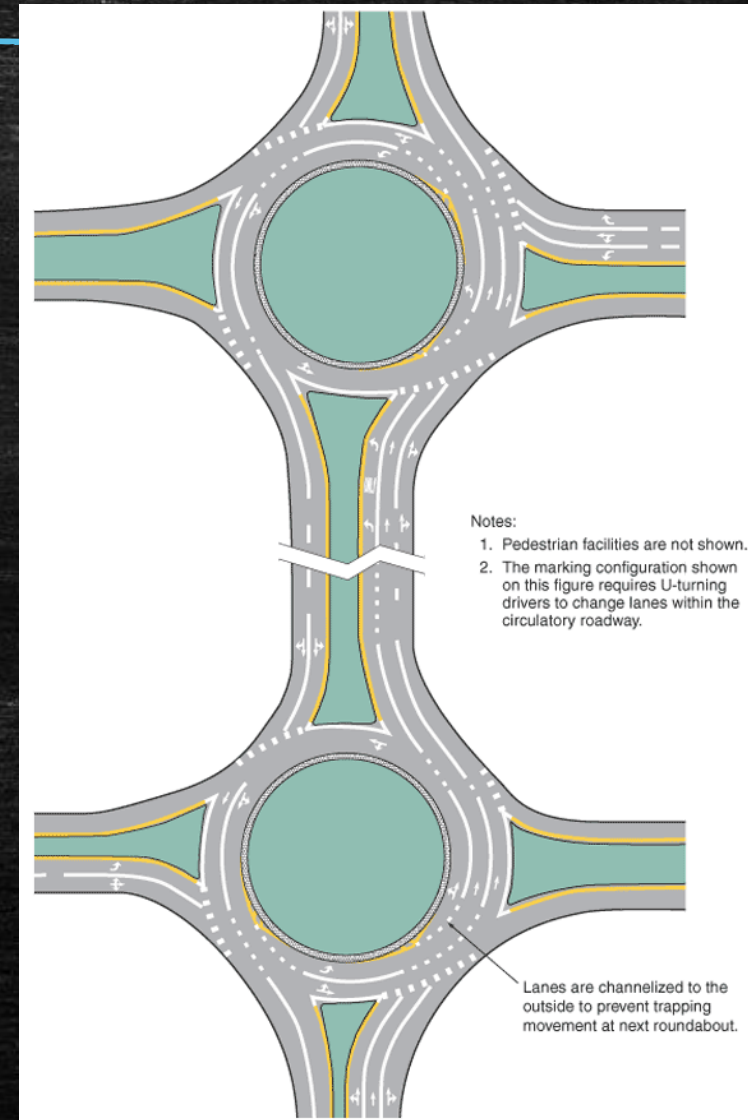 ONLY
Notes:
1. Pedestrian facilities are not shown.
2. The marking configuration shown
on this figure requires U-turning
drivers to change lanes within the
circulatory roadway.
Lanes are channelized to the
outside to prevent trapping
movement at next roundabout.